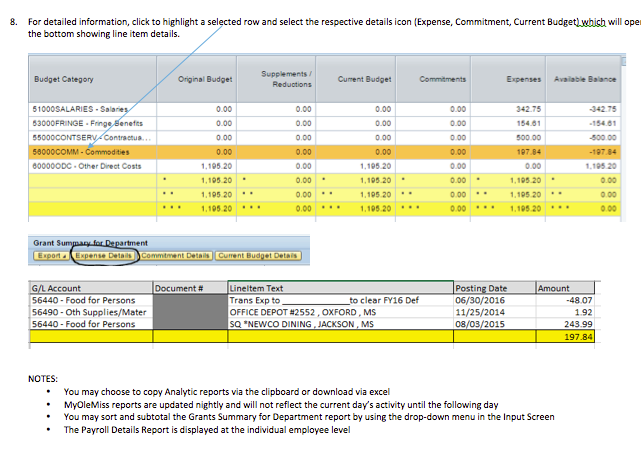 8. For detailed information, click to highlight a selected row and select the respective details icon (Expense, Commitment, Current Budget) which will ope
the bottom showing line item details.
Budget Category Original Budget Supplements / Reductions Current Budget Commitments Expenses Available Balance
51000SALARIES - Salaries 0.00 0.00 0.00 0.00 342.75 -342.75
53000FRINGE - Fringe Benefits 0.00 0.00 0.00 0.00 154.61 -154.61
55000CONTSERV - Contractua... 0.00 0.00 0.00 0.00 500.00 -500.00
56000COMM - Commodities 0.00 0.00 0.00 0.00 197.84 -197.84
60000ODC - Other Direct Costs 1,195.20 0.00 1,195.20 0.00 0.00 1,195.20
* 1,195.20 * 0.00 * 1,195.20 * 0.00 * 1,195.20 * 0.00
** 1,195.20 ** 0.00 ** 1,195.20 ** 0.00 ** 1,195.20 ** 0.00
*** 1,195.20 *** 0.00 *** 1,195.20 *** 0.00 *** 1,195.20 *** 0.00
Grant Summary for Department
Export Expense Details Commitment Details Current Budget Details
G/L Account Document # LineItem Text Posting Date Amount
56440 - Food for Persons Trans Exp to ____________to clear FY16 Def 06/30/2016 -48.07
56490 - Oth Supplies/Mater OFFICE DEPOT #2552 , OXFORD , MS 11/25/2014 1.92
56440 - Food for Persons SQ *NEWCO DINING , JACKSON , MS 08/03/2015 243.99
197.84
NOTES:
• You may choose to copy Analytic reports via the clipboard or download via excel
• MyOleMiss reports are updated nightly and will not reflect the current day's activity until the following day
• You may sort and subtotal the Grants Summary for Department report by using the drop-down menu in the Input Screen
• The Payroll Details Report is displayed at the individual employee level